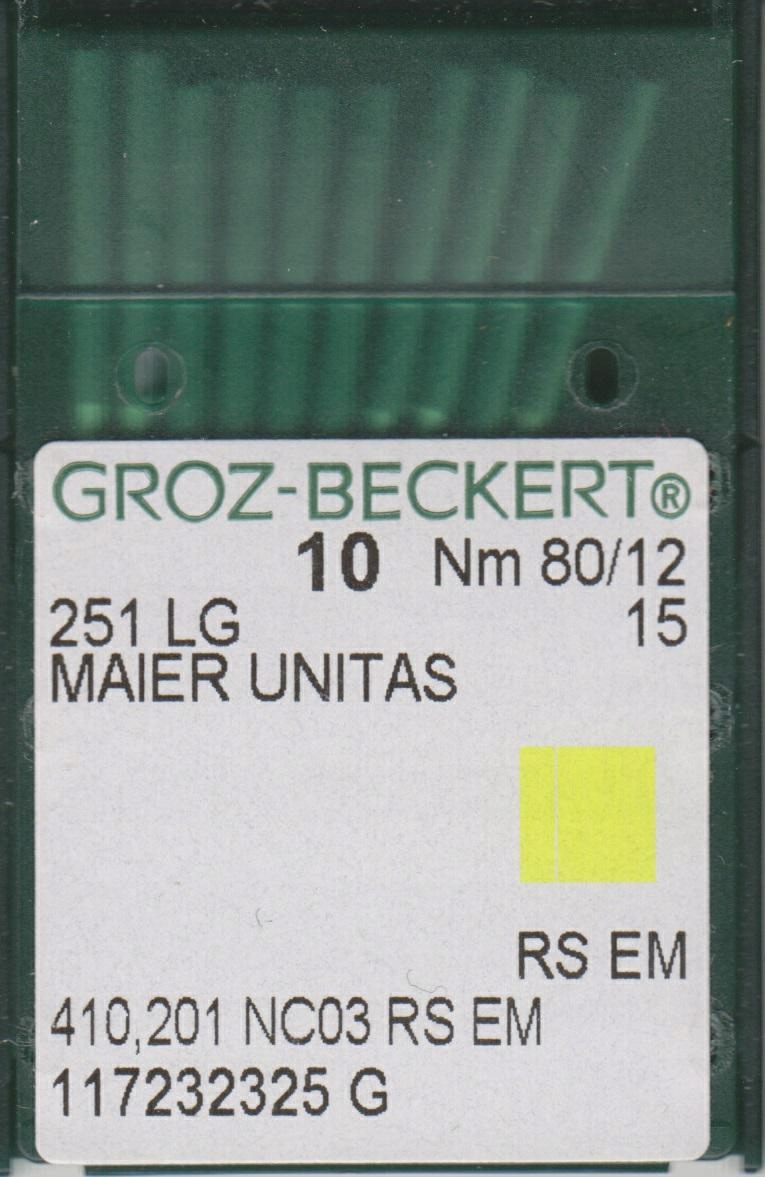 GROZ-BECKERT®
10 Nm 80/12
251 LG 15
MAIER UNITAS
RS EM
410,201 NC03 RS EM
117232325 G